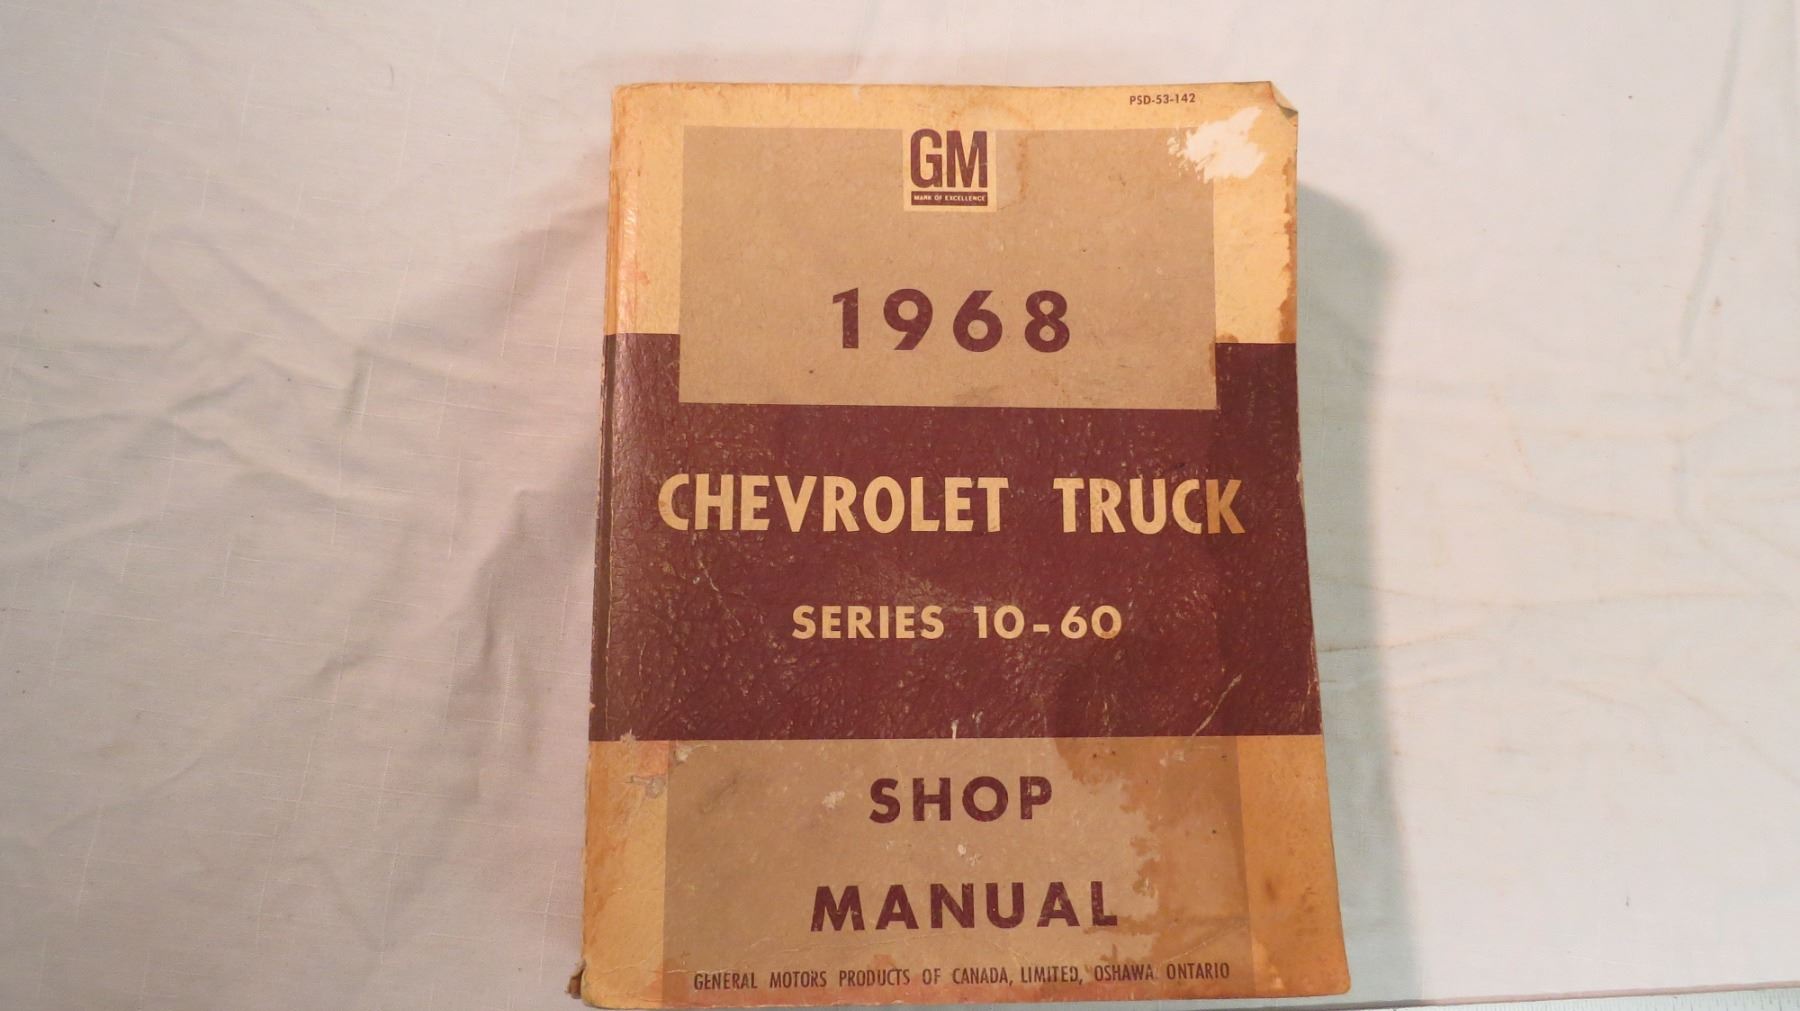 PSD-53-142
GM
MARK OF EXCELLENCE
1968
CHEVROLET TRUCK
SERIES 10-60
SHOP
MANUAL
GENERAL MOTORS PRODUCTS OF CANADA, LIMITED, OSHAWA ONTARIO